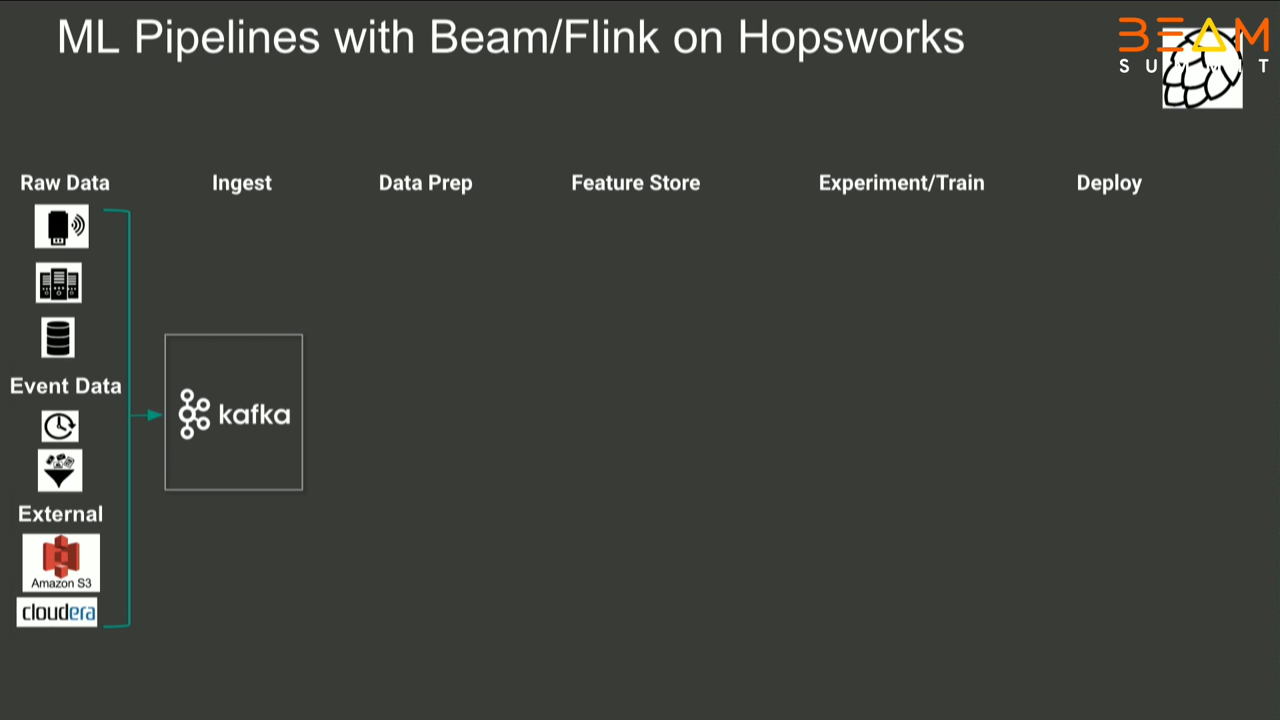 ML Pipelines with Beam/Flink on Hopsworks
BEAM
SUMMIT
Raw Data
Ingest
Data Prep
Feature Store
Experiment/Train
Deploy
Event Data
kafka
External
Amazon S3
cloudera